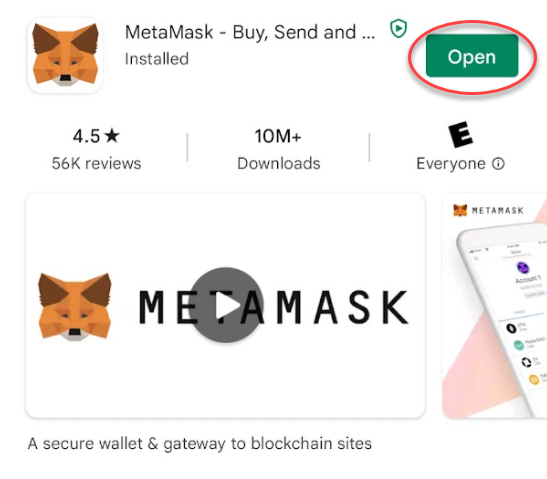 MetaMask - Buy, Send and ...
Installed
Open
4.5★
56K reviews
10M+
Downloads
E
Everyone
METAMASK
METAMASK
Account 1
A secure wallet & gateway to blockchain sites